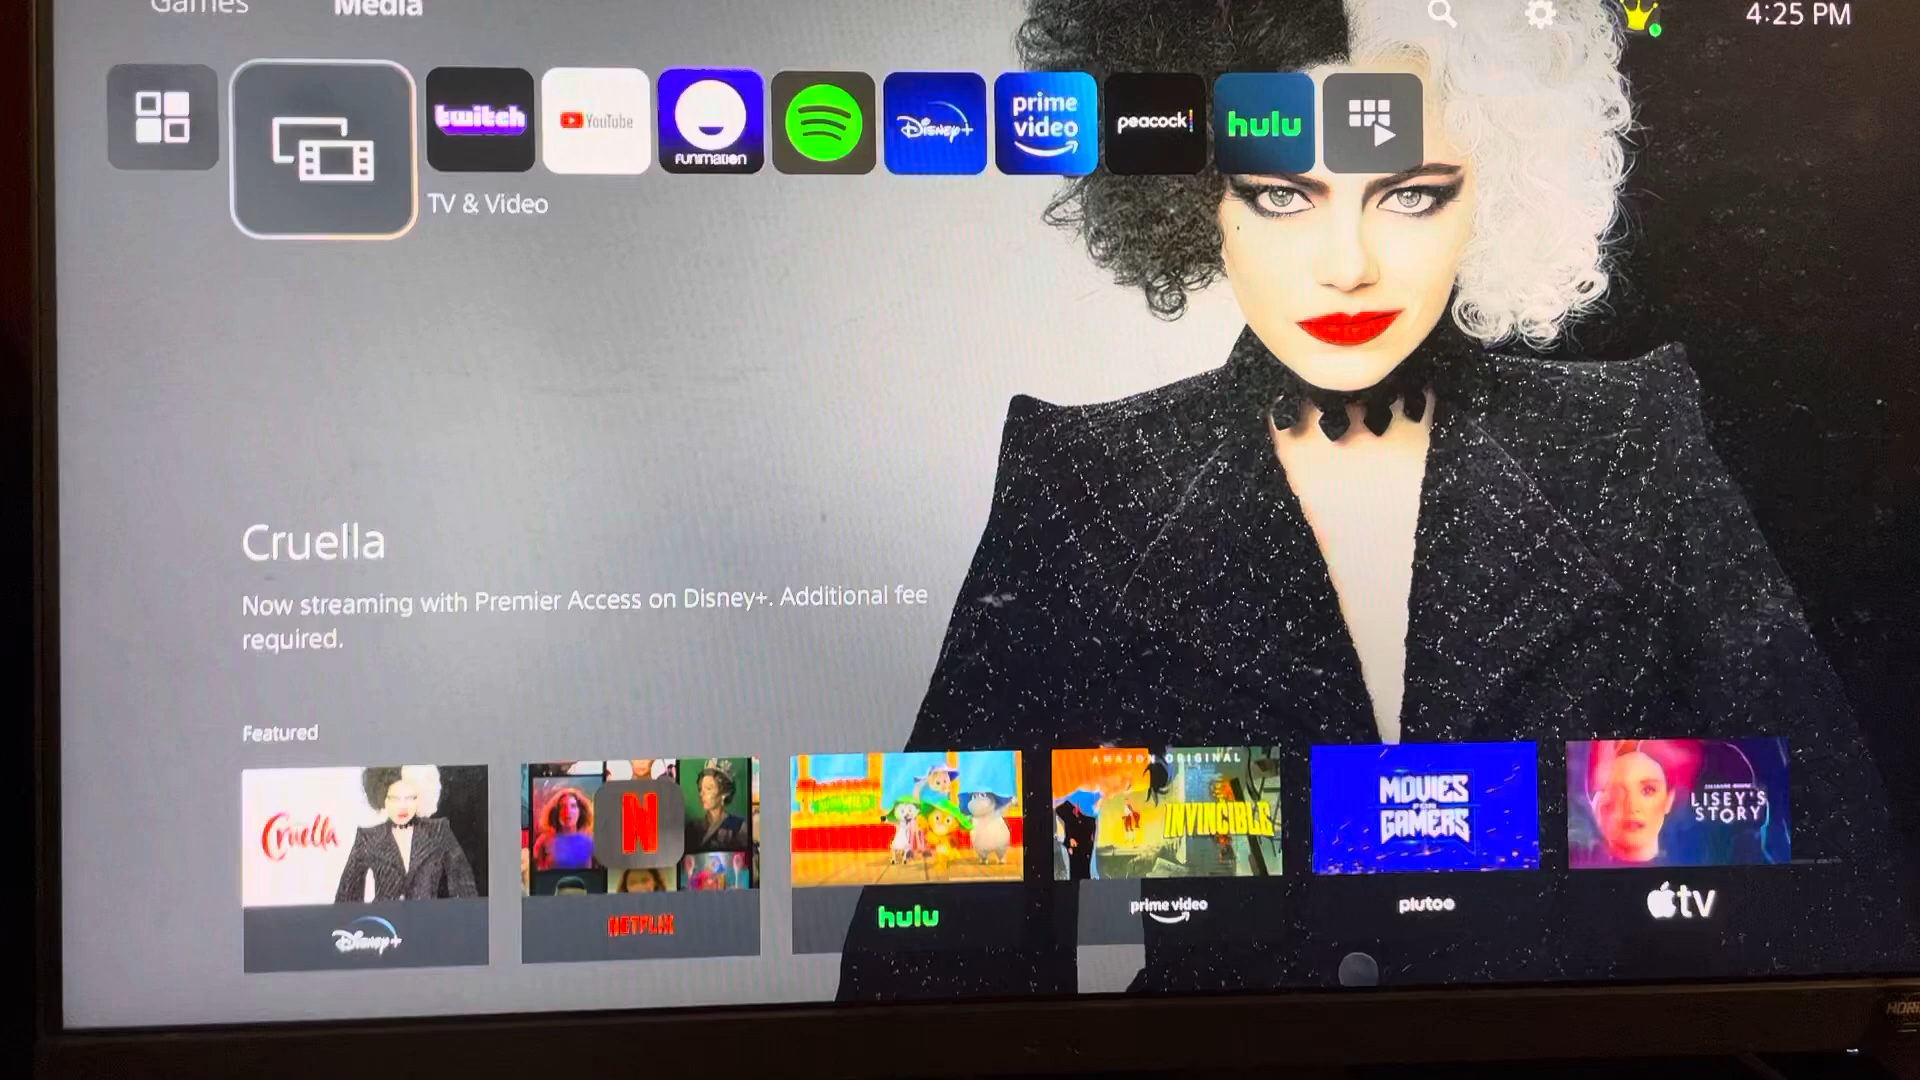 Games
Media
4:25 PM
twitch
YouTube
FUNIMATION
Disney+
prime video
peacock
hulu
TV & Video
Cruella
Now streaming with Premier Access on Disney+. Additional fee
required.
Featured
Cruella
N
AMAZON ORIGINAL
INVINCIBLE
MOVIES
FOR
GAMERS
LISEY'S
STORY
Disney+
NETFLIX
hulu
prime video
pluto
tv